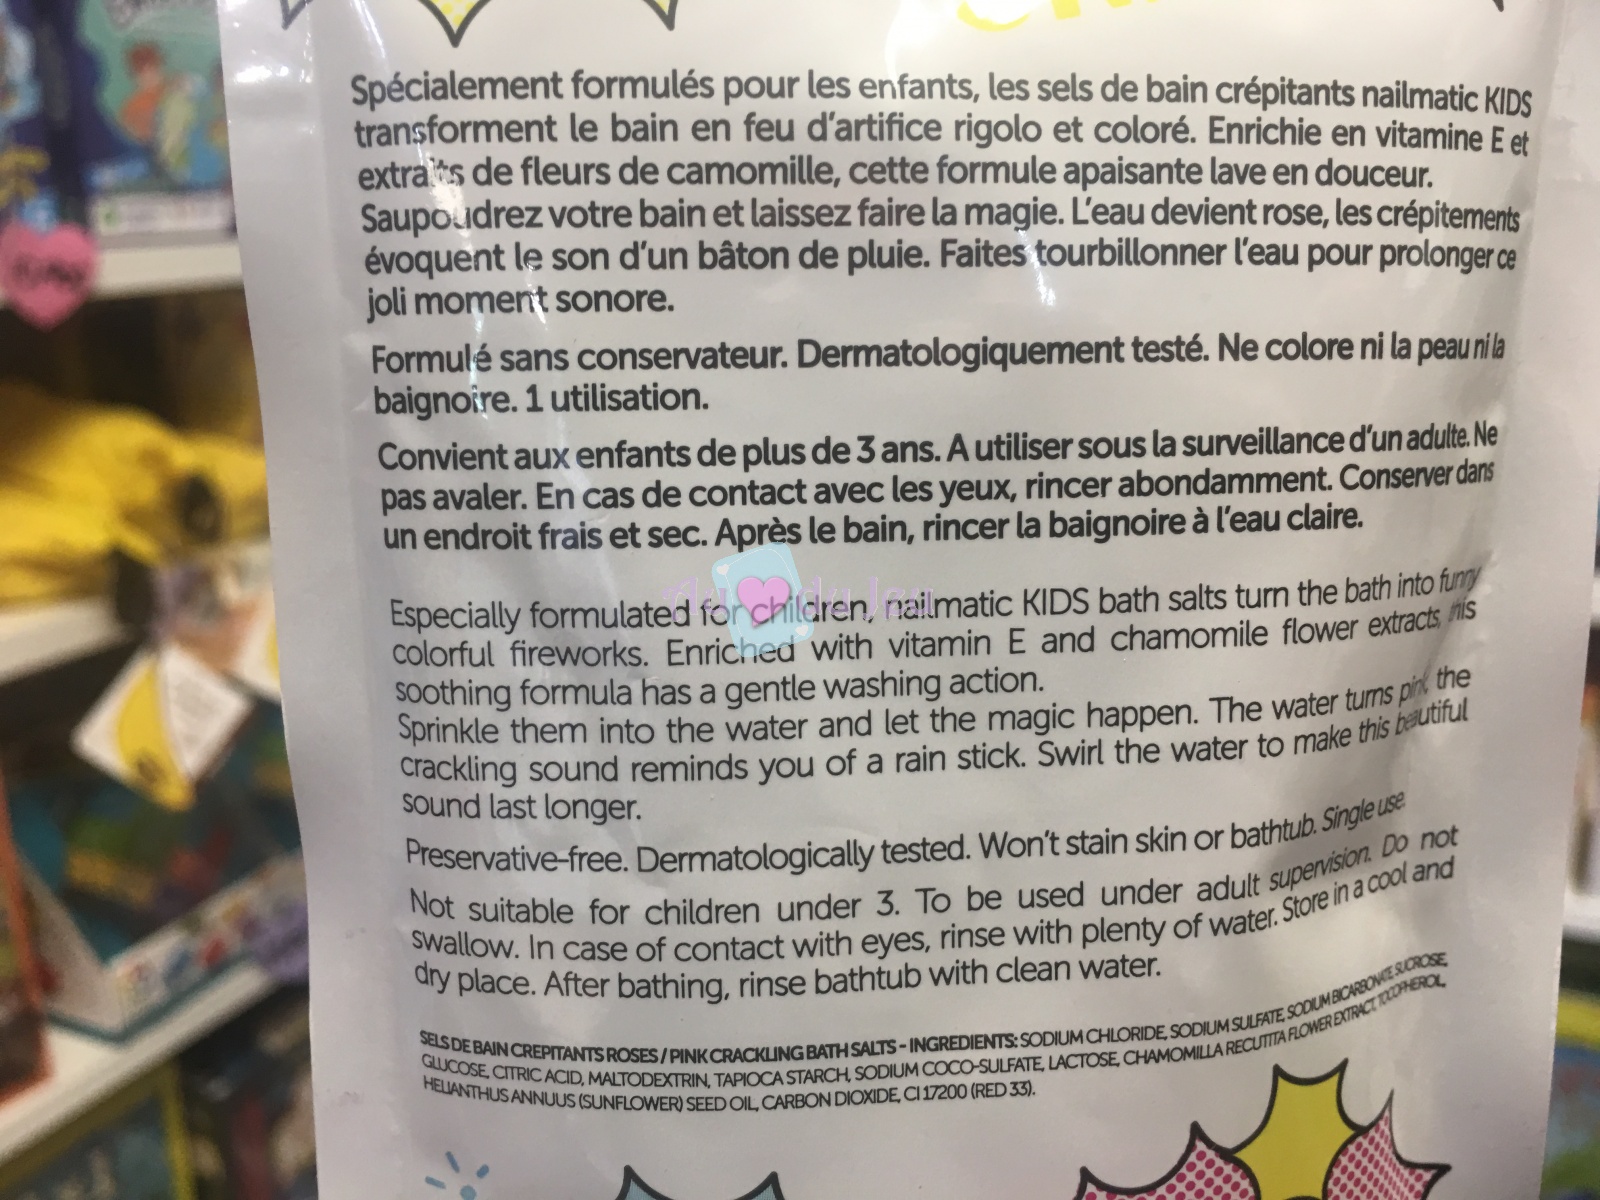 Spécialement formulés pour les enfants, les sels de bain crépitants nailmatic KIDS
transforment le bain en feu d'artifice rigolo et coloré. Enrichie en vitamine E et
extraits de fleurs de camomille, cette formule apaisante lave en douceur.
Saupoudrez votre bain et laissez faire la magie. L'eau devient rose, les crépitements
évoquent le son d'un bâton de pluie. Faites tourbillonner l'eau pour prolonger ce
joli moment sonore.
Formulé sans conservateur. Dermatologiquement testé. Ne colore ni la peau ni la
baignoire. 1 utilisation.
Convient aux enfants de plus de 3 ans. A utiliser sous la surveillance d'un adulte. Ne
pas avaler. En cas de contact avec les yeux, rincer abondamment. Conserver dans
un endroit frais et sec. Après le bain, rincer la baignoire à l'eau claire.
Au du Jeu
Especially formulated for children, nailmatic KIDS bath salts turn the bath into funny
colorful fireworks. Enriched with vitamin E and chamomile flower extracts, this
soothing formula has a gentle washing action.
Sprinkle them into the water and let the magic happen. The water turns pink, the
crackling sound reminds you of a rain stick. Swirl the water to make this beautiful
sound last longer.
Preservative-free. Dermatologically tested. Won't stain skin or bathtub. Single use.
Not suitable for children under 3. To be used under adult supervision. Do not
swallow. In case of contact with eyes, rinse with plenty of water. Store in a cool and
dry place. After bathing, rinse bathtub with clean water.
SELS DE BAIN CREPITANTS ROSES / PINK CRACKLING BATH SALTS - INGREDIENTS: SODIUM CHLORIDE, SODIUM SULFATE, SODIUM BICARBONATE, SUCROSE,
GLUCOSE, CITRIC ACID, MALTODEXTRIN, TAPIOCA STARCH, SODIUM COCO-SULFATE, LACTOSE, CHAMOMILLA RECUTITA FLOWER EXTRACT, TOCOPHEROL,
HELIANTHUS ANNUUS (SUNFLOWER) SEED OIL, CARBON DIOXIDE, CI 17200 (RED 33).